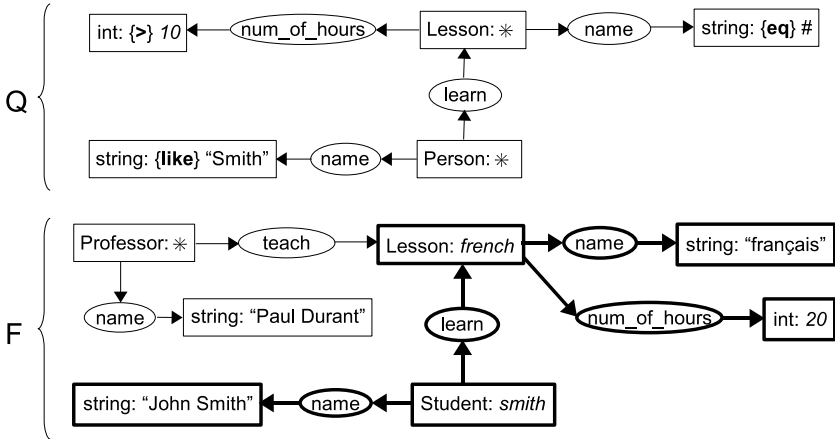 Q
int: {>} 10
num_of_hours
Lesson: ✳
name
string: {eq} #
learn
string: {like} “Smith”
name
Person: ✳
F
Professor: ✳
teach
Lesson: french
name
string: “français”
name
string: “Paul Durant”
learn
num_of_hours
int: 20
string: “John Smith”
name
Student: smith